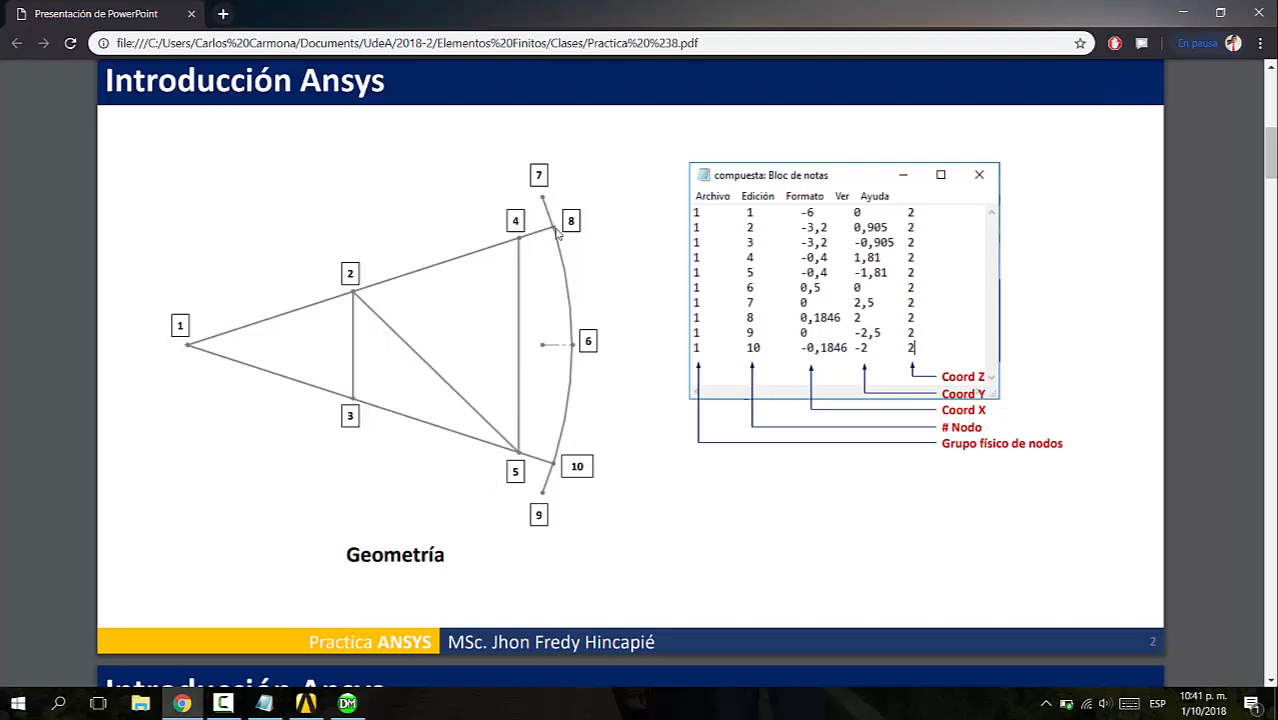 Presentación de PowerPoint
file:///C:/Users/Carlos%20Carmona/Documents/UdeA/2018-2/Elementos%20Finitos/Clases/Practica%20%238.pdf
En pausa
Introducción Ansys
7
4
8
2
1
6
3
5
10
9
Geometría
compuesta: Bloc de notas
Archivo Edición Formato Ver Ayuda
1 1 -6 0 2
1 2 -3,2 0,905 2
1 3 -3,2 -0,905 2
1 4 -0,4 1,81 2
1 5 -0,4 -1,81 2
1 6 0,5 0 2
1 7 0 2,5 2
1 8 0,1846 2 2
1 9 0 -2,5 2
1 10 -0,1846 -2 2
Coord Z
Coord Y
Coord X
# Nodo
Grupo físico de nodos
Practica ANSYS MSc. Jhon Fredy Hincapié 2
Introducción Ansys
DM
ESP
10:41 p. m.
1/10/2018
1